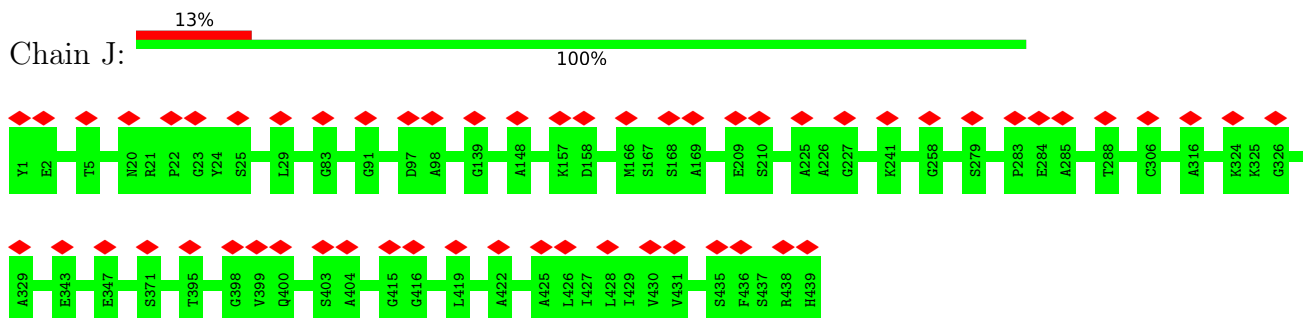 13%
Chain J:
100%
Y1 E2 T5 N20 R21 P22 G23 Y24 S25 L29 G83 G91 D97 A98 G139 A148 K157 D158 M166 S167 S168 A169 E209 S210 A225 A226 G227 K241 G258 S279 P283 E284 A285 T288 C306 A316 K324 K325 G326
A329 E343 E347 S371 T395 G398 V399 Q400 S403 A404 G415 G416 L419 A422 A425 L426 I427 L428 I429 V430 V431 S435 F436 S437 R438 H439